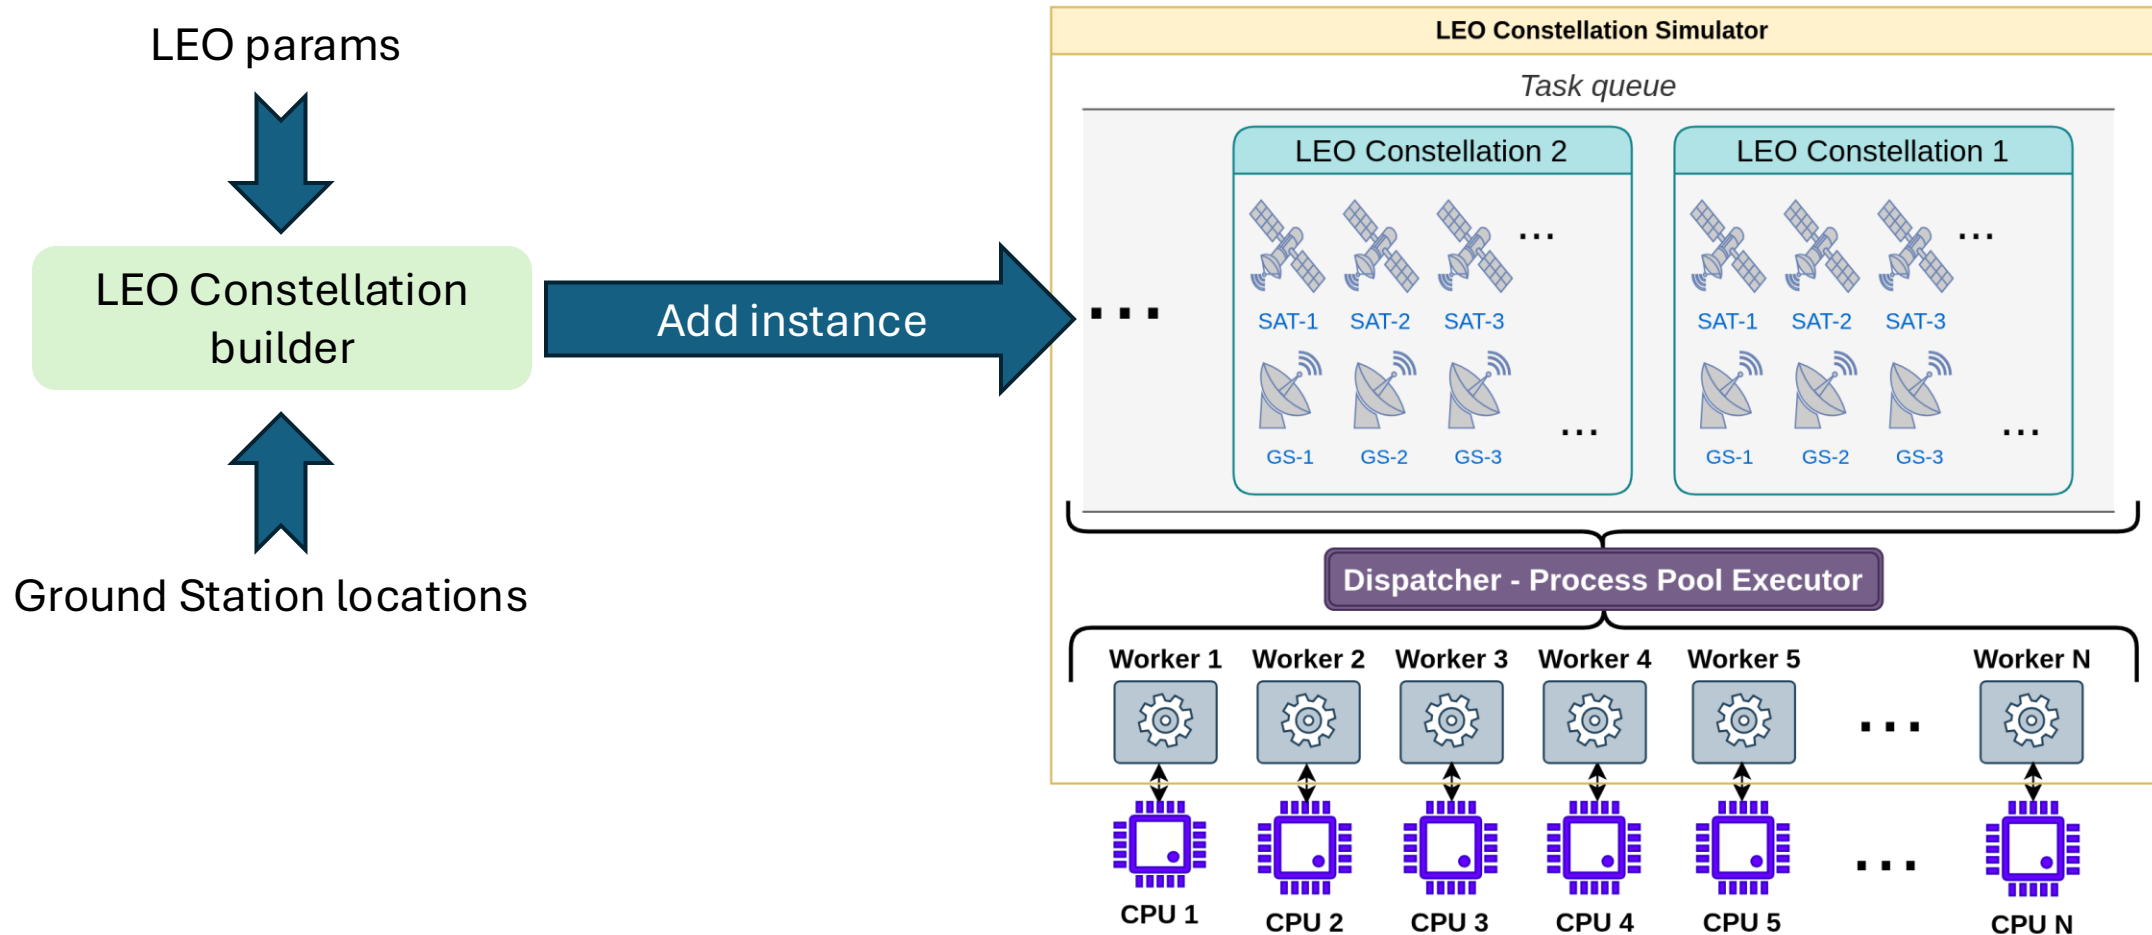 LEO params
LEO Constellation
builder
Ground Station locations
Add instance
LEO Constellation Simulator
Task queue
...
LEO Constellation 2
...
SAT-1 SAT-2 SAT-3
...
GS-1 GS-2 GS-3
LEO Constellation 1
...
SAT-1 SAT-2 SAT-3
...
GS-1 GS-2 GS-3
Dispatcher - Process Pool Executor
Worker 1 Worker 2 Worker 3 Worker 4 Worker 5 Worker N
...
...
CPU 1 CPU 2 CPU 3 CPU 4 CPU 5 CPU N